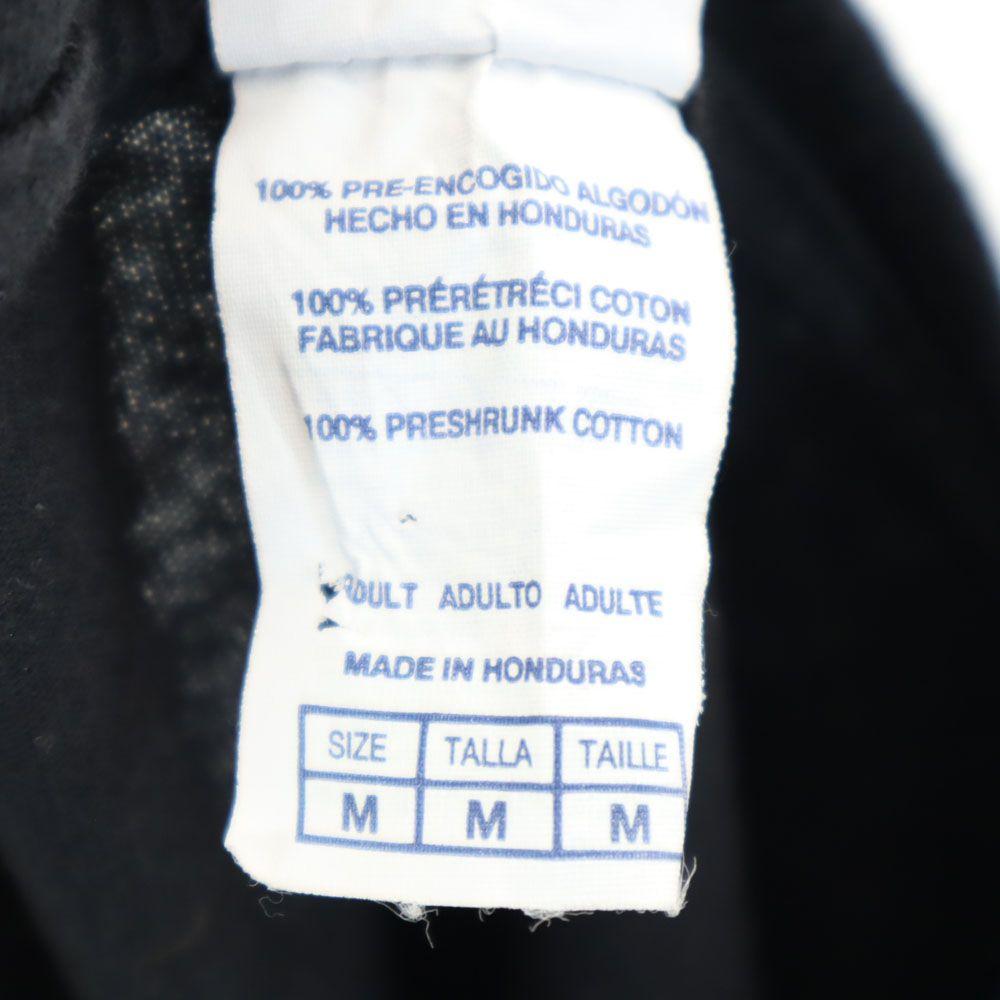 100% PRE-ENCOGIDO ALGODÓN
HECHO EN HONDURAS
100% PRÉRÉTRÉCI COTON
FABRIQUE AU HONDURAS
100% PRESHRUNK COTTON
ADULT ADULTO ADULTE
MADE IN HONDURAS
SIZE TALLA TAILLE
M M M